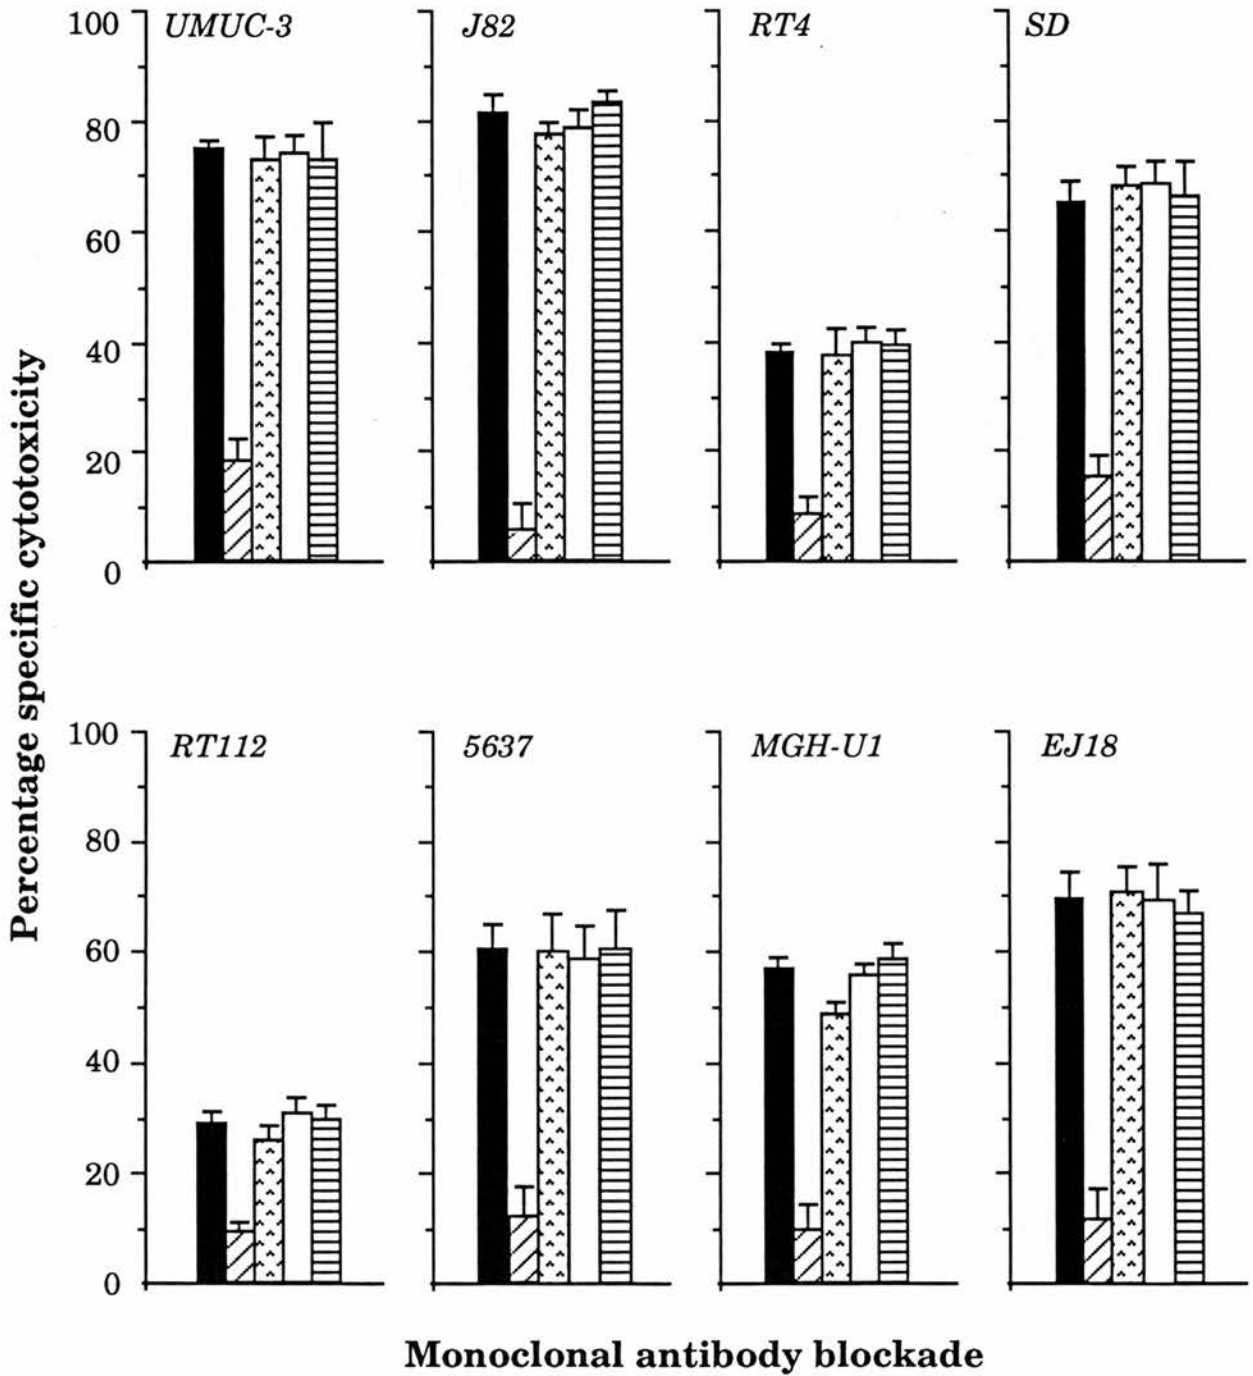 UMUC-3
J82
RT4
SD
100
80
60
40
20
0
Percentage specific cytotoxicity
RT112
5637
MGH-U1
EJ18
100
80
60
40
20
0
Monoclonal antibody blockade